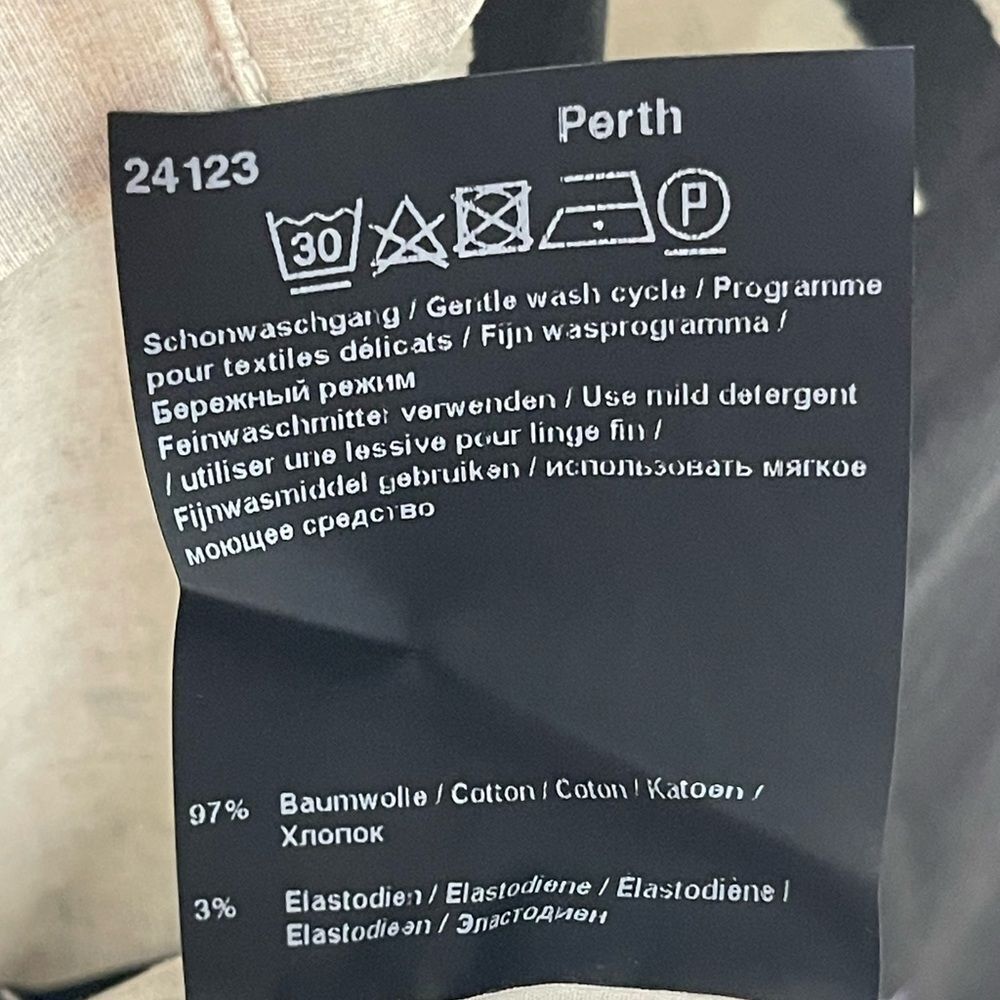 Perth
24123
30 P
Schonwaschgang / Gentle wash cycle / Programme
pour textiles délicats / Fijn wasprogramma /
Бережный режим
Feinwaschmittel verwenden / Use mild detergent
/ utiliser une lessive pour linge fin /
Fijnwasmiddel gebruiken / использовать мягкое
моющее средство
97% Baumwolle / Cotton / Coton / Katoen /
Хлопок
3% Elastodien / Elastodiene / Élastodiène /
Elastodieen / Эластодиен